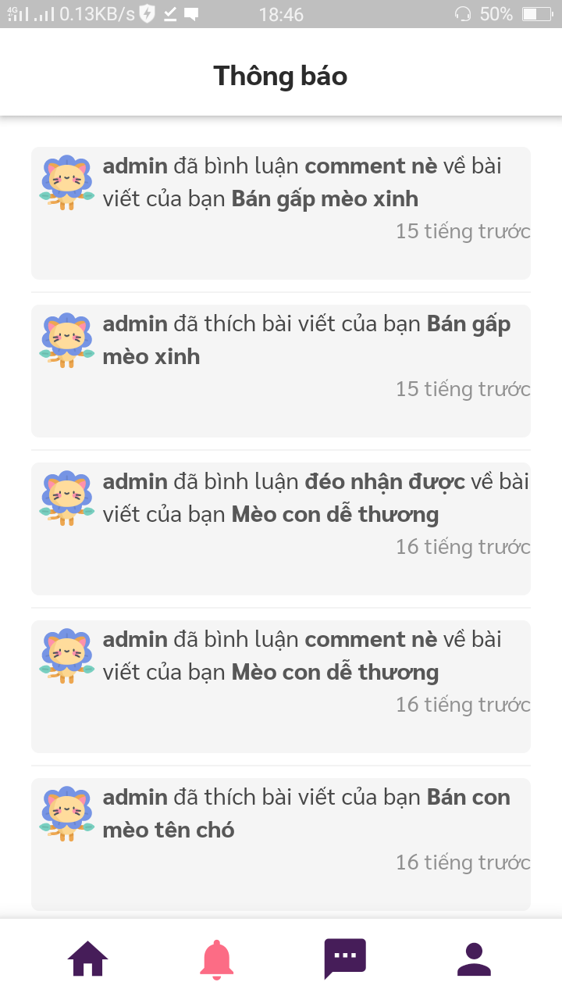 4G 0.13KB/s 18:46 50%
Thông báo
admin đã bình luận comment nè về bài
viết của bạn Bán gấp mèo xinh
15 tiếng trước
admin đã thích bài viết của bạn Bán gấp
mèo xinh
15 tiếng trước
admin đã bình luận đéo nhận được về bài
viết của bạn Mèo con dễ thương
16 tiếng trước
admin đã bình luận comment nè về bài
viết của bạn Mèo con dễ thương
16 tiếng trước
admin đã thích bài viết của bạn Bán con
mèo tên chó
16 tiếng trước